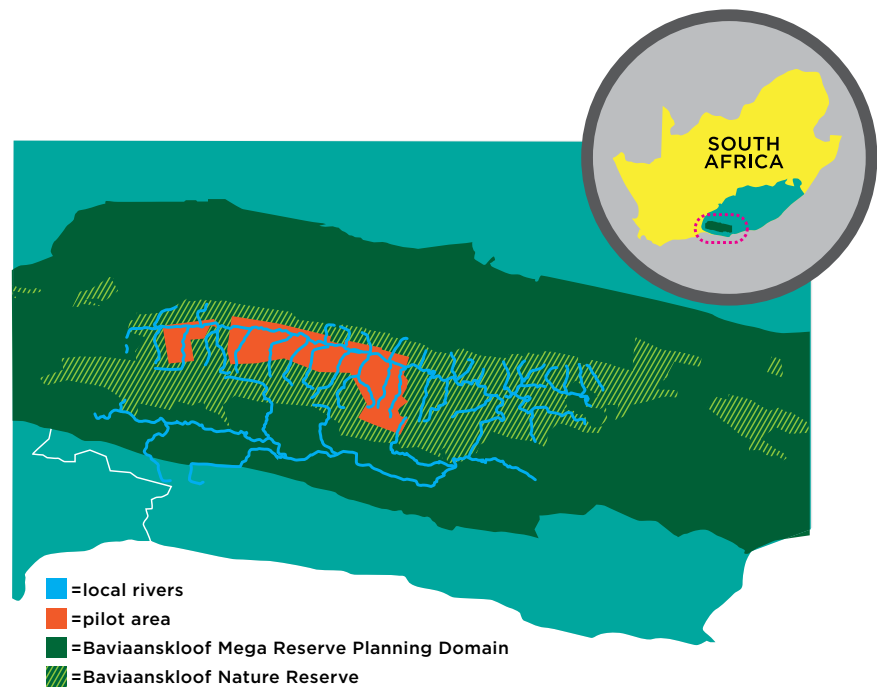 SOUTH
AFRICA
=local rivers
=pilot area
=Baviaanskloof Mega Reserve Planning Domain
=Baviaanskloof Nature Reserve